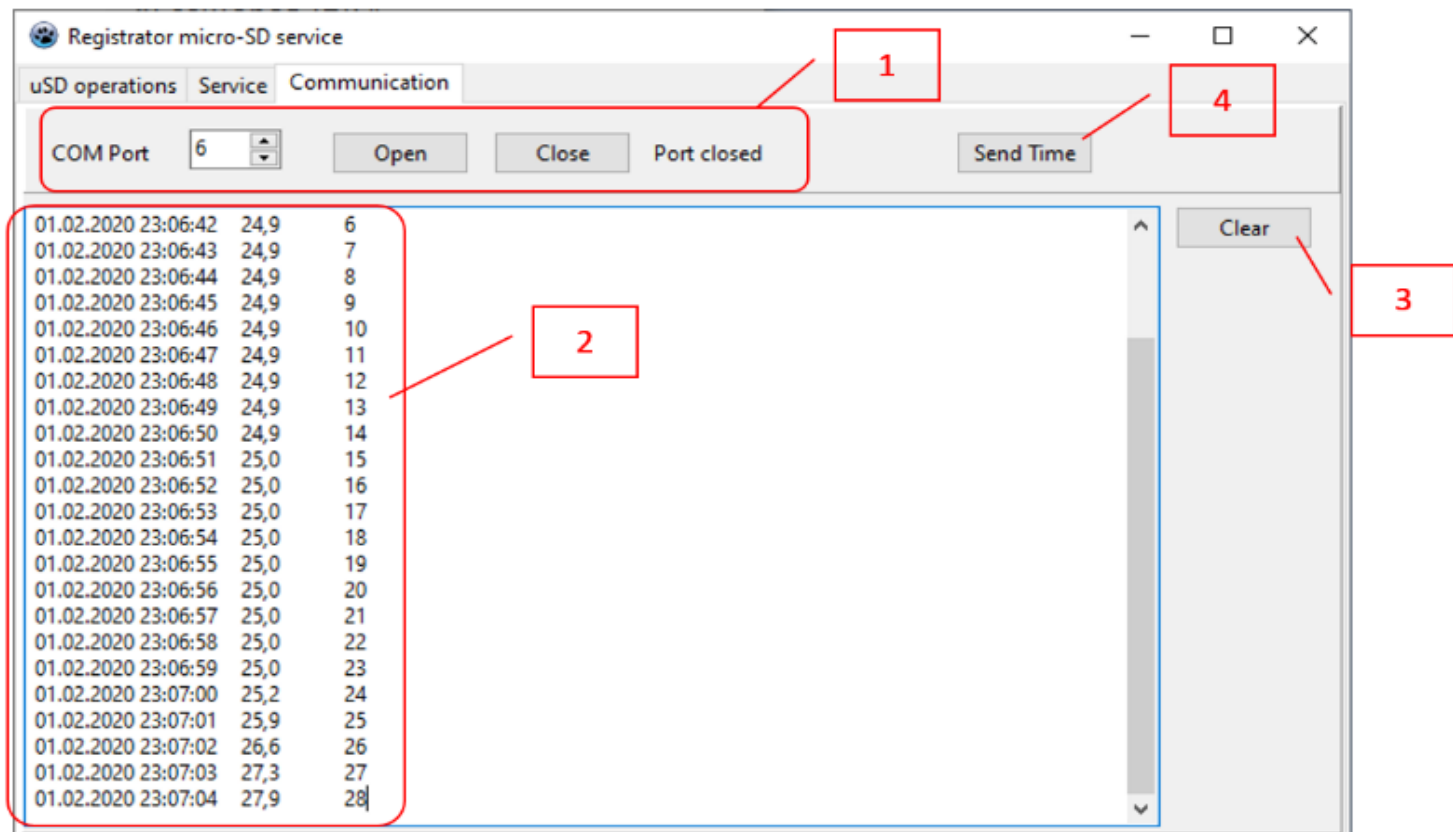 Registrator micro-SD service
1
uSD operations Service Communication
4
COM Port 6 Open Close Port closed Send Time
Clear
01.02.2020 23:06:42 24,9 6
01.02.2020 23:06:43 24,9 7
01.02.2020 23:06:44 24,9 8
01.02.2020 23:06:45 24,9 9
3
01.02.2020 23:06:46 24,9 10
2
01.02.2020 23:06:47 24,9 11
01.02.2020 23:06:48 24,9 12
01.02.2020 23:06:49 24,9 13
01.02.2020 23:06:50 24,9 14
01.02.2020 23:06:51 25,0 15
01.02.2020 23:06:52 25,0 16
01.02.2020 23:06:53 25,0 17
01.02.2020 23:06:54 25,0 18
01.02.2020 23:06:55 25,0 19
01.02.2020 23:06:56 25,0 20
01.02.2020 23:06:57 25,0 21
01.02.2020 23:06:58 25,0 22
01.02.2020 23:06:59 25,0 23
01.02.2020 23:07:00 25,2 24
01.02.2020 23:07:01 25,9 25
01.02.2020 23:07:02 26,6 26
01.02.2020 23:07:03 27,3 27
01.02.2020 23:07:04 27,9 28